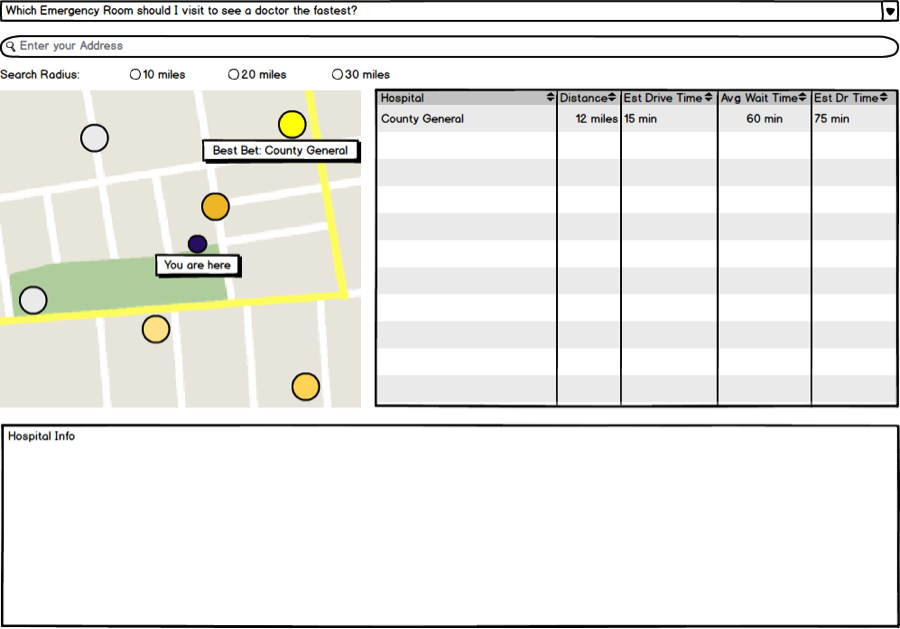 Which Emergency Room should I visit to see a doctor the fastest?
Enter your Address
Search Radius: 10 miles 20 miles 30 miles
Best Bet: County General
You are here
Hospital Distance Est Drive Time Avg Wait Time Est Dr Time
County General 12 miles 15 min 60 min 75 min
Hospital Info